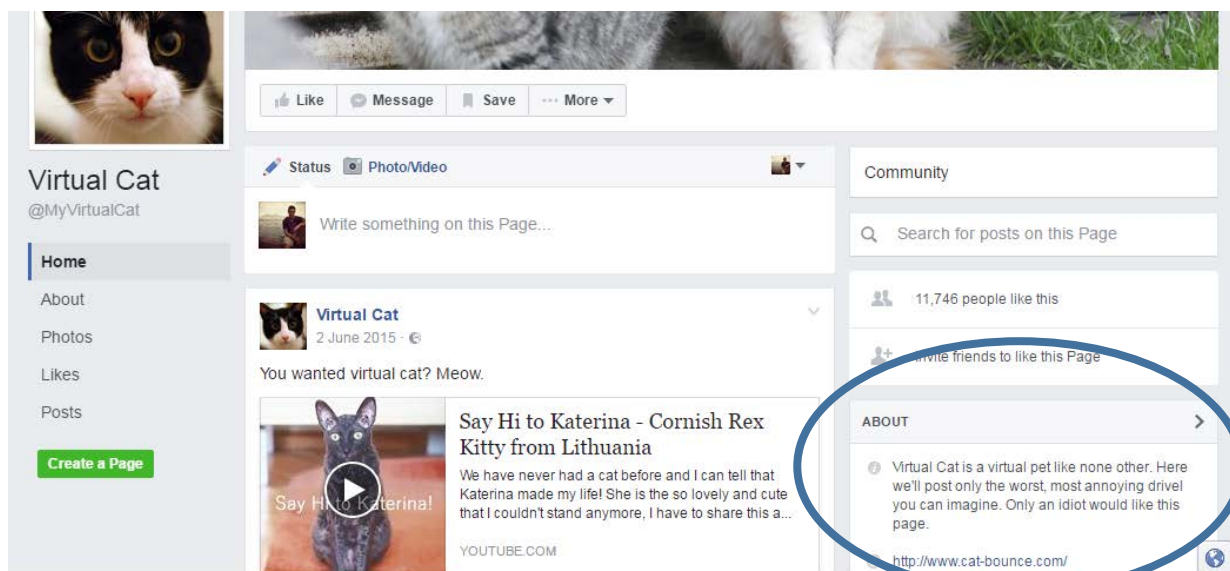 Like Message Save ··· More
Virtual Cat
@MyVirtualCat
Home
About
Photos
Likes
Posts
Create a Page
Status Photo/Video
Write something on this Page...
Virtual Cat
2 June 2015 ·
You wanted virtual cat? Meow.
Say Hi to Katerina!
Say Hi to Katerina - Cornish Rex
Kitty from Lithuania
We have never had a cat before and I can tell that
Katerina made my life! She is the so lovely and cute
that I couldn't stand anymore, I have to share this a...
YOUTUBE.COM
Community
Search for posts on this Page
11,746 people like this
Invite friends to like this Page
ABOUT
Virtual Cat is a virtual pet like none other. Here
we'll post only the worst, most annoying drivel
you can imagine. Only an idiot would like this
page.
http://www.cat-bounce.com/